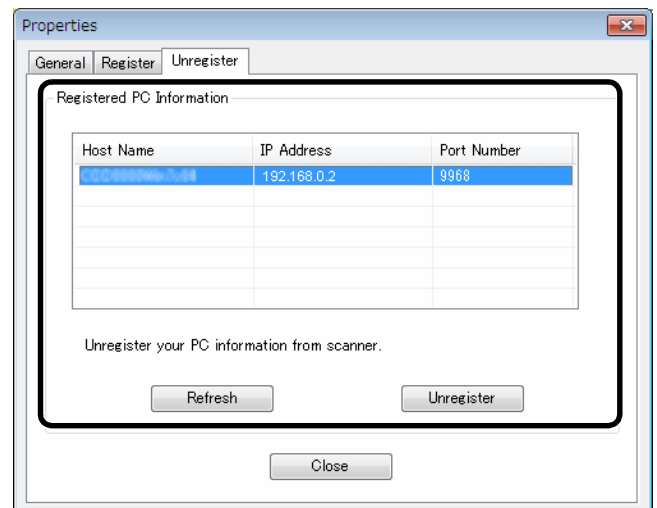 Properties
General Register Unregister
Registered PC Information
Host Name IP Address Port Number
192.168.0.2 9968
Unregister your PC information from scanner.
Refresh Unregister
Close